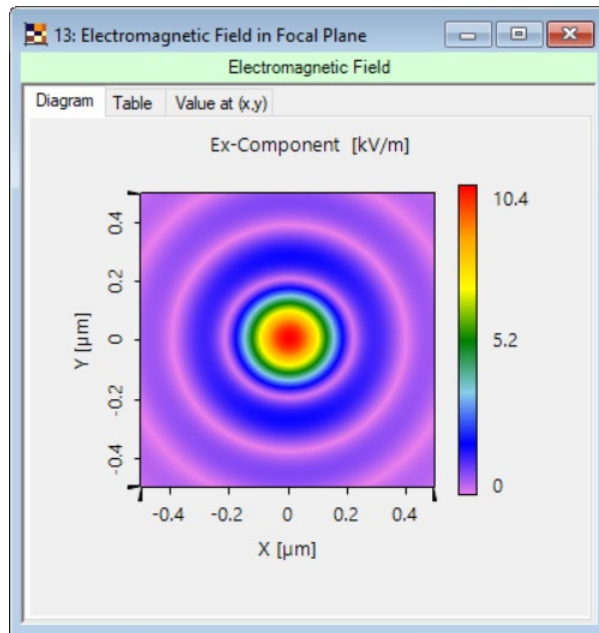 13: Electromagnetic Field in Focal Plane
Electromagnetic Field
Diagram Table Value at (x,y)
Ex-Component [kV/m]
10.4
5.2
0
Y [µm]
0.4
0.2
0
-0.2
-0.4
-0.4 -0.2 0 0.2 0.4
X [µm]